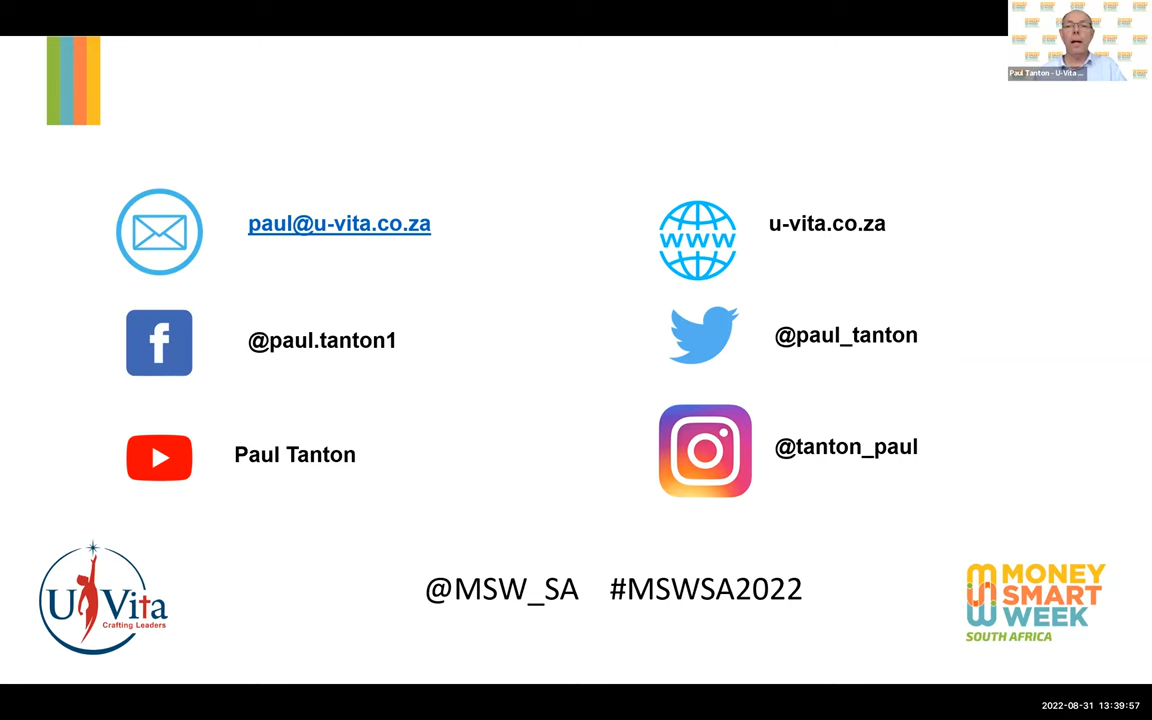 Paul Tanton - U-Vita ...
paul@u-vita.co.za
www
u-vita.co.za
@paul.tanton1
@paul_tanton
Paul Tanton
@tanton_paul
U Vita
Crafting Leaders
@MSW_SA #MSWSA2022
MONEY
SMART
WEEK
SOUTH AFRICA
2022-08-31 13:39:57